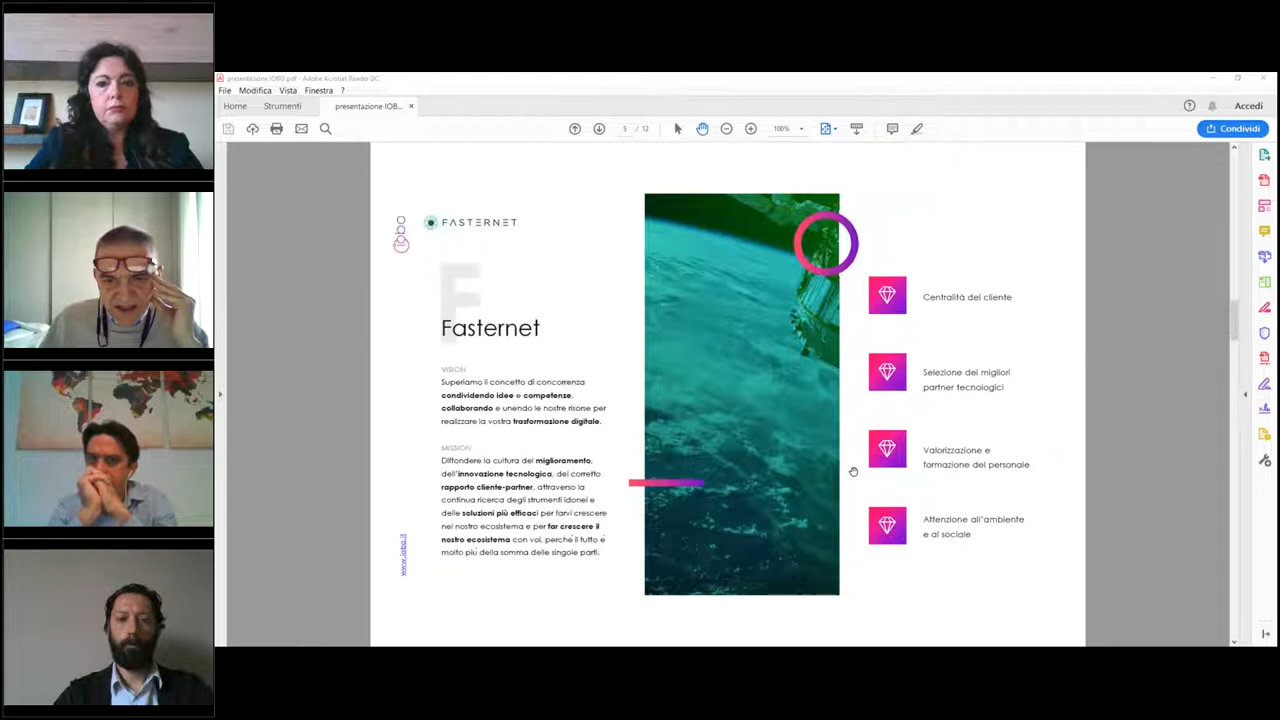 presentazione IOBO.pdf - Adobe Acrobat Reader DC
File Modifica Vista Finestra ?
Home Strumenti presentazione IOB... × Accedi
5 / 12 100% Condividi
iobo
FASTERNET
F
Fasternet
VISION
Superiamo il concetto di concorrenza
condividendo idee e competenze,
collaborando e unendo le nostre risorse per
realizzare la vostra trasformazione digitale.
MISSION
Diffondere la cultura del miglioramento,
dell'innovazione tecnologica, del corretto
rapporto cliente-partner, attraverso la
continua ricerca degli strumenti idonei e
delle soluzioni più efficaci per farvi crescere
nel nostro ecosistema e per far crescere il
nostro ecosistema con voi, perché il tutto è
molto più della somma delle singole parti.
www.iobo.it
Centralità del cliente
Selezione dei migliori
partner tecnologici
Valorizzazione e
formazione del personale
Attenzione all'ambiente
e al sociale